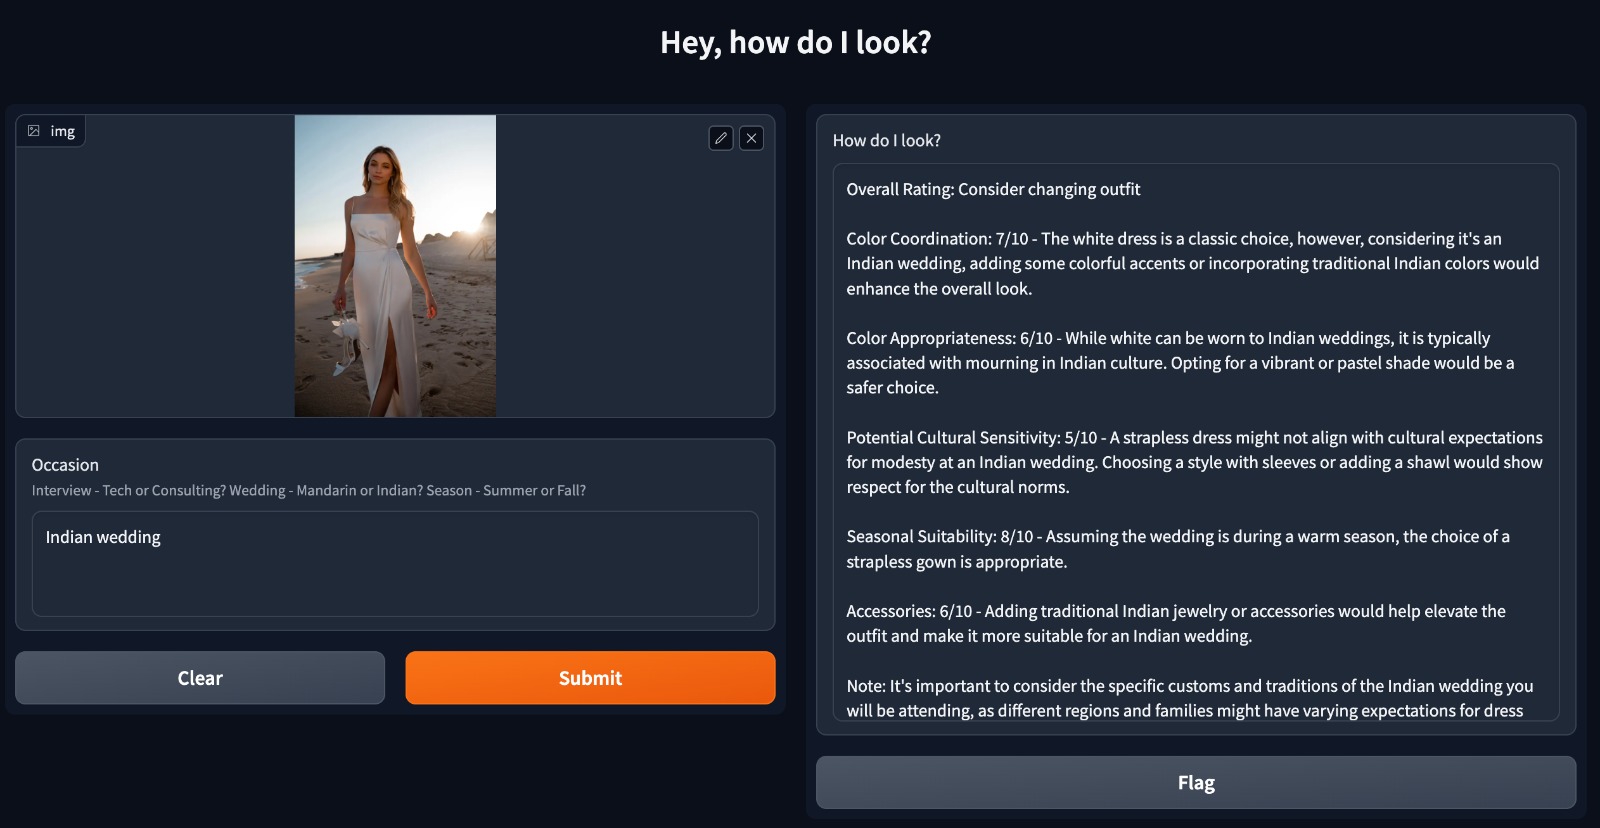 Hey, how do I look?
img
Occasion
Interview - Tech or Consulting? Wedding - Mandarin or Indian? Season - Summer or Fall?
Indian wedding
Clear
Submit
How do I look?
Overall Rating: Consider changing outfit
Color Coordination: 7/10 - The white dress is a classic choice, however, considering it's an
Indian wedding, adding some colorful accents or incorporating traditional Indian colors would
enhance the overall look.
Color Appropriateness: 6/10 - While white can be worn to Indian weddings, it is typically
associated with mourning in Indian culture. Opting for a vibrant or pastel shade would be a
safer choice.
Potential Cultural Sensitivity: 5/10 - A strapless dress might not align with cultural expectations
for modesty at an Indian wedding. Choosing a style with sleeves or adding a shawl would show
respect for the cultural norms.
Seasonal Suitability: 8/10 - Assuming the wedding is during a warm season, the choice of a
strapless gown is appropriate.
Accessories: 6/10 - Adding traditional Indian jewelry or accessories would help elevate the
outfit and make it more suitable for an Indian wedding.
Note: It's important to consider the specific customs and traditions of the Indian wedding you
will be attending, as different regions and families might have varying expectations for dress
Flag